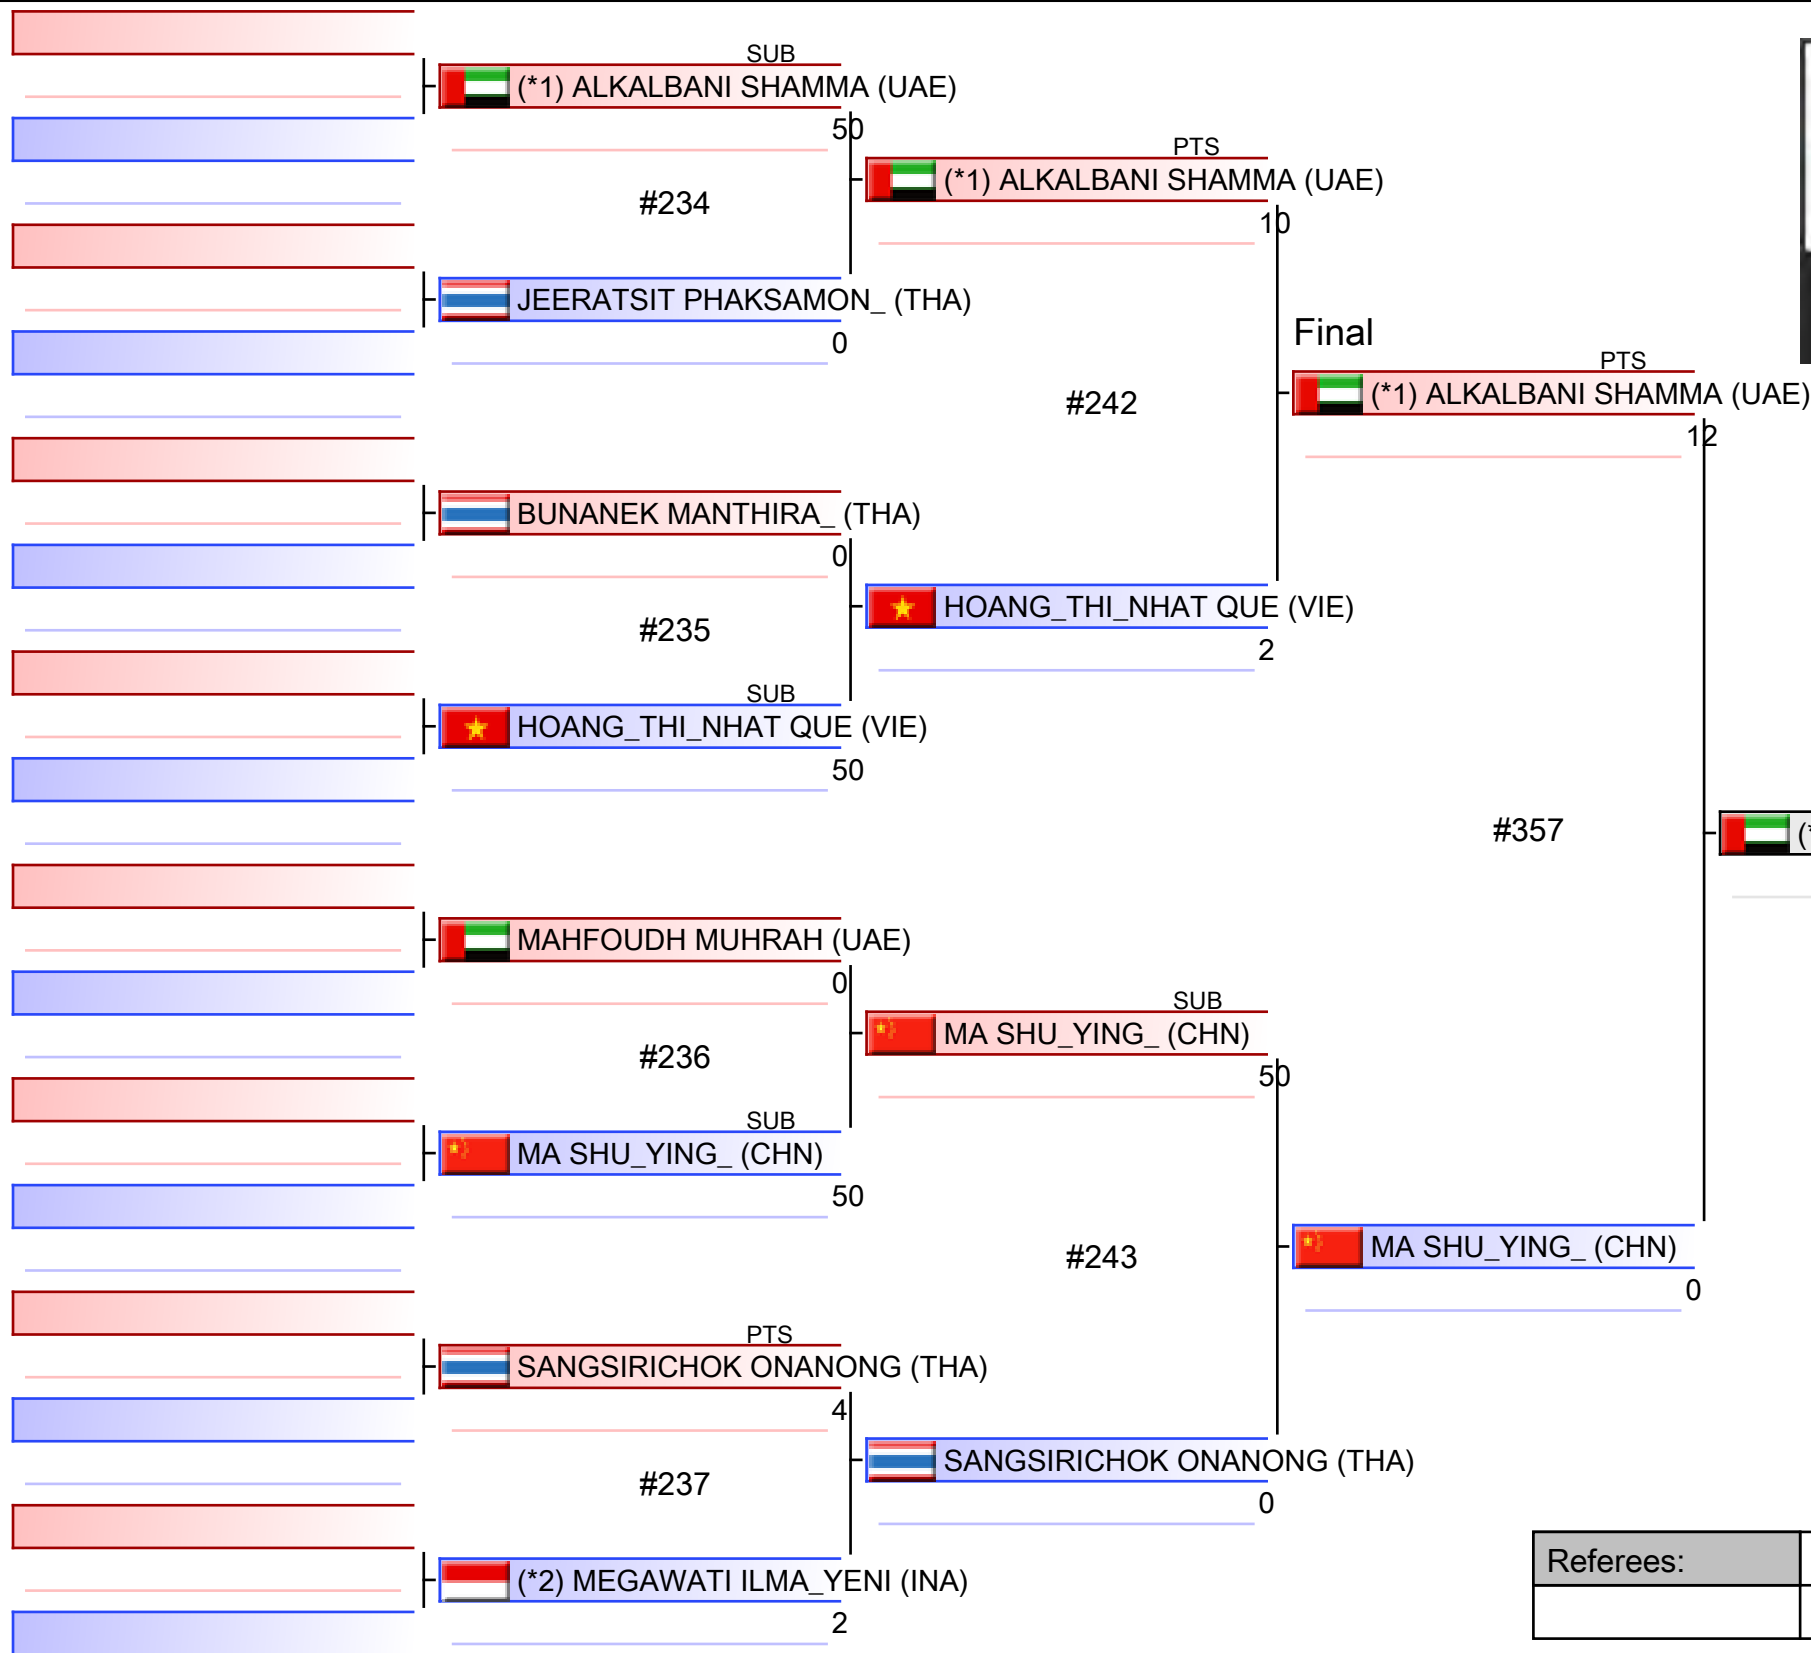 SUB
(*1) ALKALBANI SHAMMA (UAE)
50
#234
JEERATSIT PHAKSAMON_ (THA)
0
BUNANEK MANTHIRA_ (THA)
0
#235
SUB
HOANG_THI_NHAT QUE (VIE)
50
MAHFOUDH MUHRAH (UAE)
0
#236
SUB
MA SHU_YING_ (CHN)
50
PTS
SANGSIRICHOK ONANONG (THA)
4
#237
(*2) MEGAWATI ILMA_YENI (INA)
2
PTS
(*1) ALKALBANI SHAMMA (UAE)
10
#242
HOANG_THI_NHAT QUE (VIE)
2
SUB
MA SHU_YING_ (CHN)
50
#243
SANGSIRICHOK ONANONG (THA)
0
Final
PTS
(*1) ALKALBANI SHAMMA (UAE)
12
#357
MA SHU_YING_ (CHN)
0
Referees: